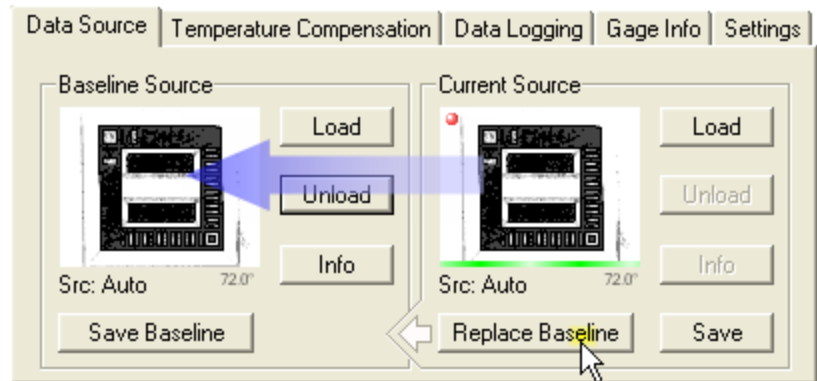 Data Source Temperature Compensation Data Logging Gage Info Settings
Baseline Source
Load
Unload
Info
Src: Auto 72.0°
Save Baseline
Current Source
Load
Unload
Info
Src: Auto 72.0°
Replace Baseline Save